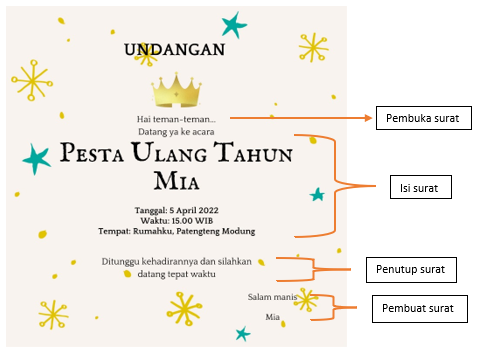 UNDANGAN
Hai teman-teman...
Datang ya ke acara
Pesta Ulang Tahun
Mia
Tanggal: 5 April 2022
Waktu: 15.00 WIB
Tempat: Rumahku, Patengteng Modung
Ditunggu kehadirannya dan silahkan
datang tepat waktu
Salam manis
Mia
Pembuka surat
Isi surat
Penutup surat
Pembuat surat